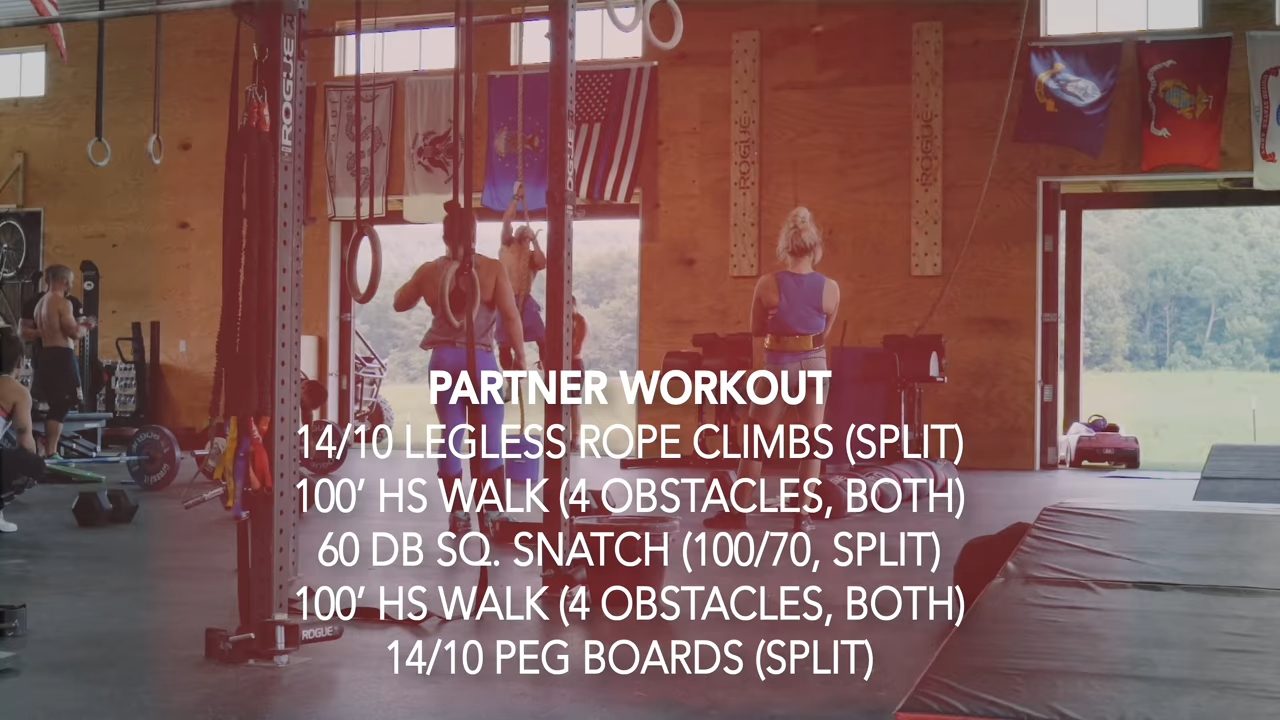 ROGUE
ROGUE
ROGUE
PARTNER WORKOUT
14/10 LEGLESS ROPE CLIMBS (SPLIT)
100’ HS WALK (4 OBSTACLES, BOTH)
60 DB SQ. SNATCH (100/70, SPLIT)
100’ HS WALK (4 OBSTACLES, BOTH)
14/10 PEG BOARDS (SPLIT)
ROGUE